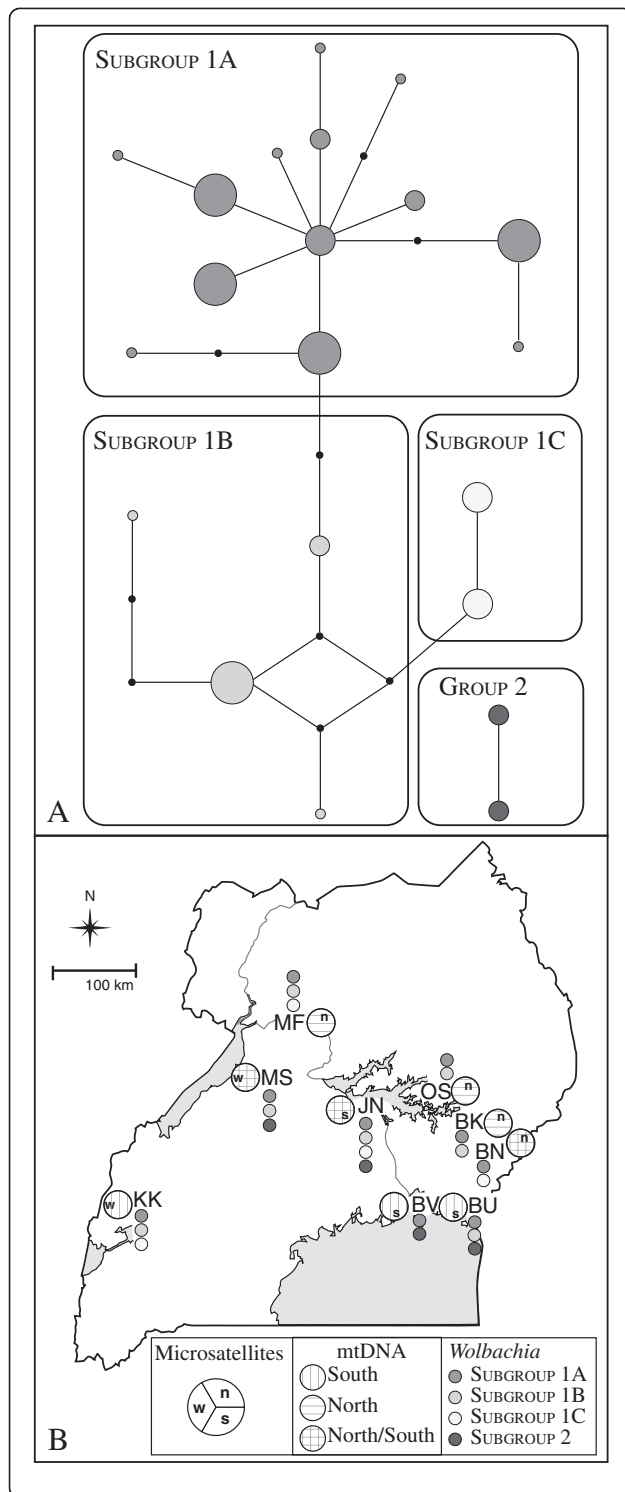 SUBGROUP 1A
SUBGROUP 1B
SUBGROUP 1C
GROUP 2
A
N
100 km
MF
n
w
MS
JN
s
OS
n
BK
n
BN
n
KK
w
s
BV
s
BU
Microsatellites
n
w
s
mtDNA
South
North
North/South
Wolbachia
SUBGROUP 1A
SUBGROUP 1B
SUBGROUP 1C
SUBGROUP 2
B